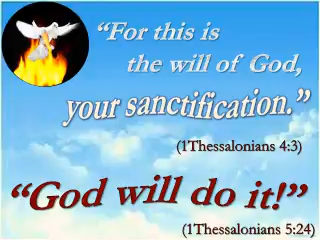 “For this is
the will of God,
your sanctification.”
(1Thessalonians 4:3)
“God will do it!”
(1Thessalonians 5:24)